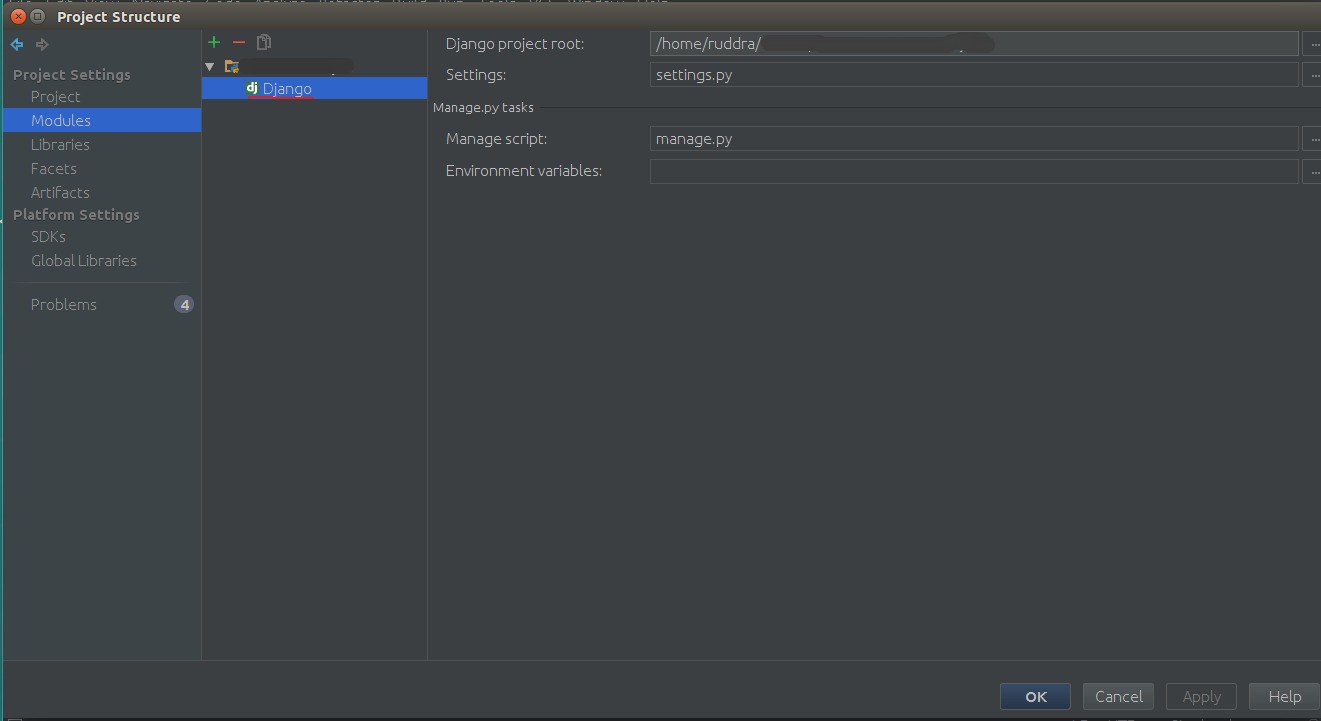 Project Structure
Project Settings
Project
Modules
Libraries
Facets
Artifacts
Platform Settings
SDKs
Global Libraries
Problems 4
dj Django
Django project root: /home/ruddra/ ...
Settings: settings.py ...
Manage.py tasks
Manage script: manage.py ...
Environment variables: ...
OK Cancel Apply Help